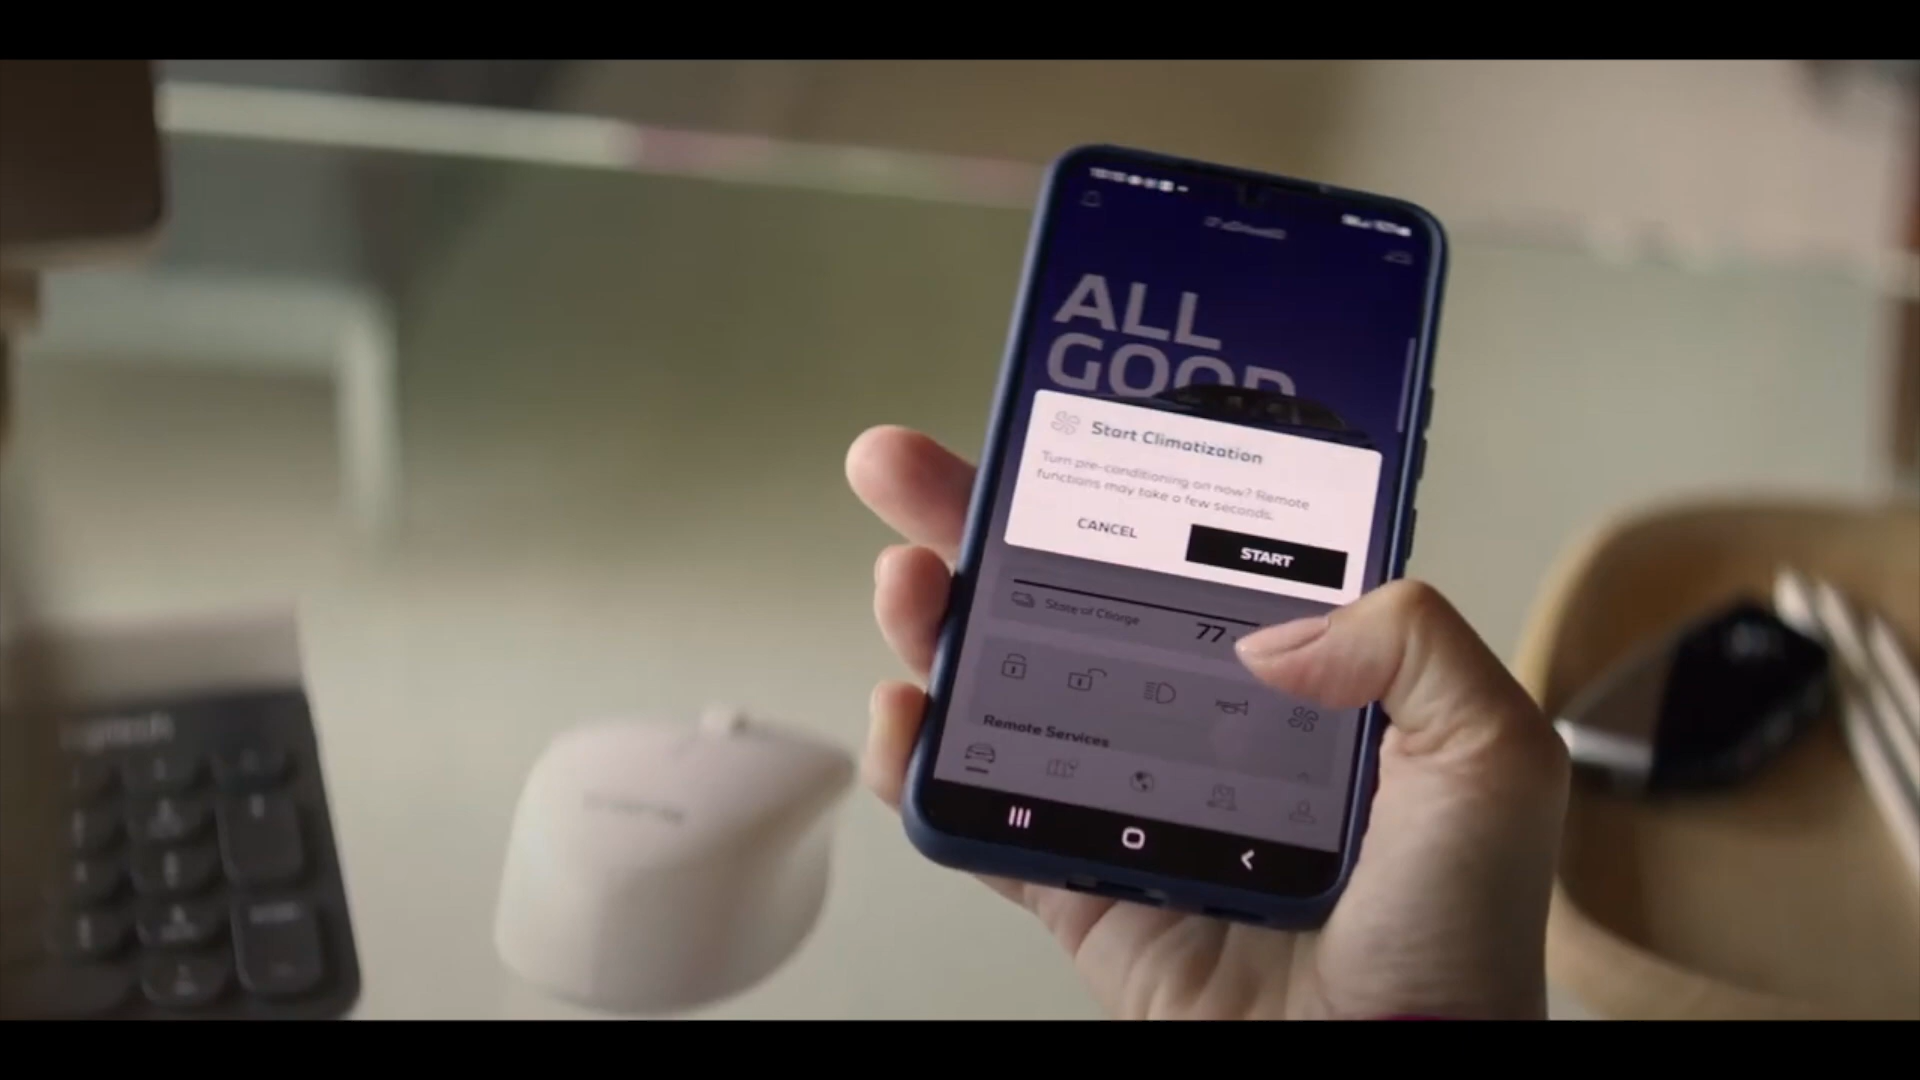 ALL
GOOD
Start Climatization
Turn pre-conditioning on now? Remote
functions may take a few seconds.
CANCEL
START
State of Charge
77
Remote Services